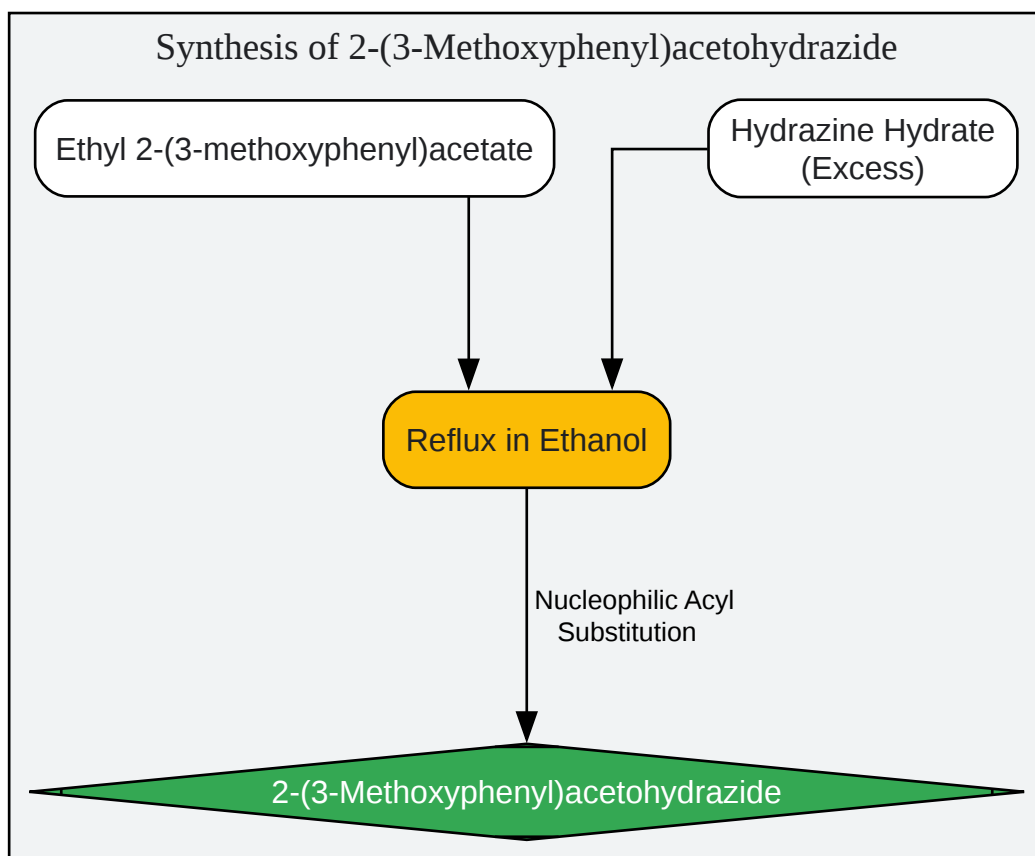 Synthesis of 2-(3-Methoxyphenyl)acetohydrazide
Ethyl 2-(3-methoxyphenyl)acetate
Hydrazine Hydrate
(Excess)
Reflux in Ethanol
Nucleophilic Acyl
Substitution
2-(3-Methoxyphenyl)acetohydrazide